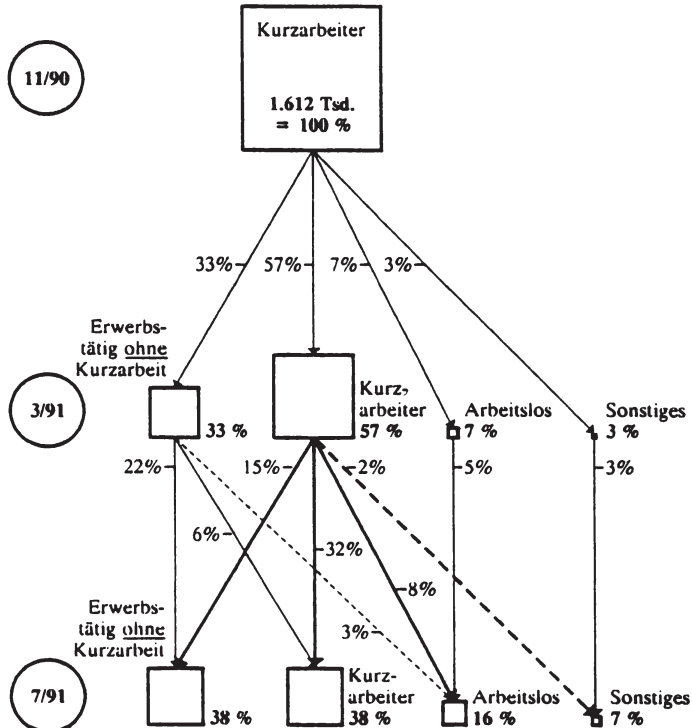 Kurzarbeiter
11/90
1.612 Tsd.
= 100 %
33% 57% 7% 3%
Erwerbs-
tätig ohne
Kurzarbeit
3/91
33 %
Kurz-
arbeiter
57 %
Arbeitslos
7 %
Sonstiges
3 %
22% 15% 2% 5% 3%
6%
32%
8%
3%
Erwerbs-
tätig ohne
Kurzarbeit
7/91
38 %
Kurz-
arbeiter
38 %
Arbeitslos
16 %
Sonstiges
7 %